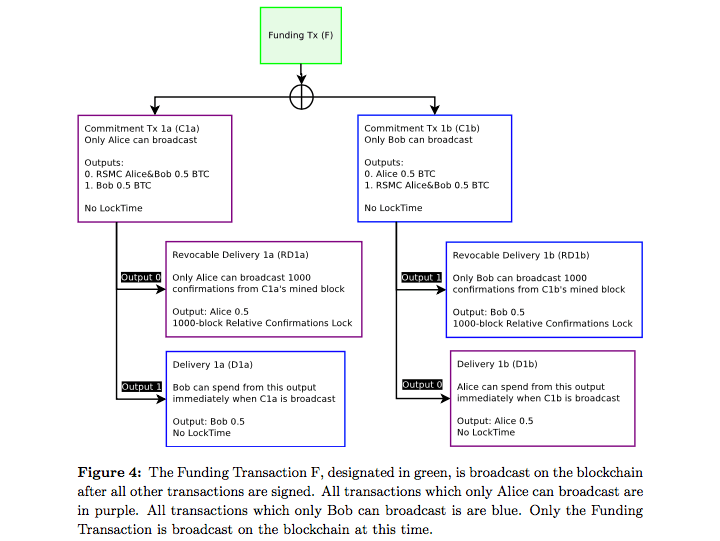 Funding Tx (F)
Commitment Tx 1a (C1a)
Only Alice can broadcast
Outputs:
0. RSMC Alice&Bob 0.5 BTC
1. Bob 0.5 BTC
No LockTime
Commitment Tx 1b (C1b)
Only Bob can broadcast
Outputs:
0. Alice 0.5 BTC
1. RSMC Alice&Bob 0.5 BTC
No LockTime
Output 0
Revocable Delivery 1a (RD1a)
Only Alice can broadcast 1000
confirmations from C1a's mined block
Output: Alice 0.5
1000-block Relative Confirmations Lock
Output 1
Revocable Delivery 1b (RD1b)
Only Bob can broadcast 1000
confirmations from C1b's mined block
Output: Bob 0.5
1000-block Relative Confirmations Lock
Output 1
Delivery 1a (D1a)
Bob can spend from this output
immediately when C1a is broadcast
Output: Bob 0.5
No LockTime
Output 0
Delivery 1b (D1b)
Alice can spend from this output
immediately when C1b is broadcast
Output: Alice 0.5
No LockTime
Figure 4: The Funding Transaction F, designated in green, is broadcast on the blockchain
after all other transactions are signed. All transactions which only Alice can broadcast are
in purple. All transactions which only Bob can broadcast is are blue. Only the Funding
Transaction is broadcast on the blockchain at this time.